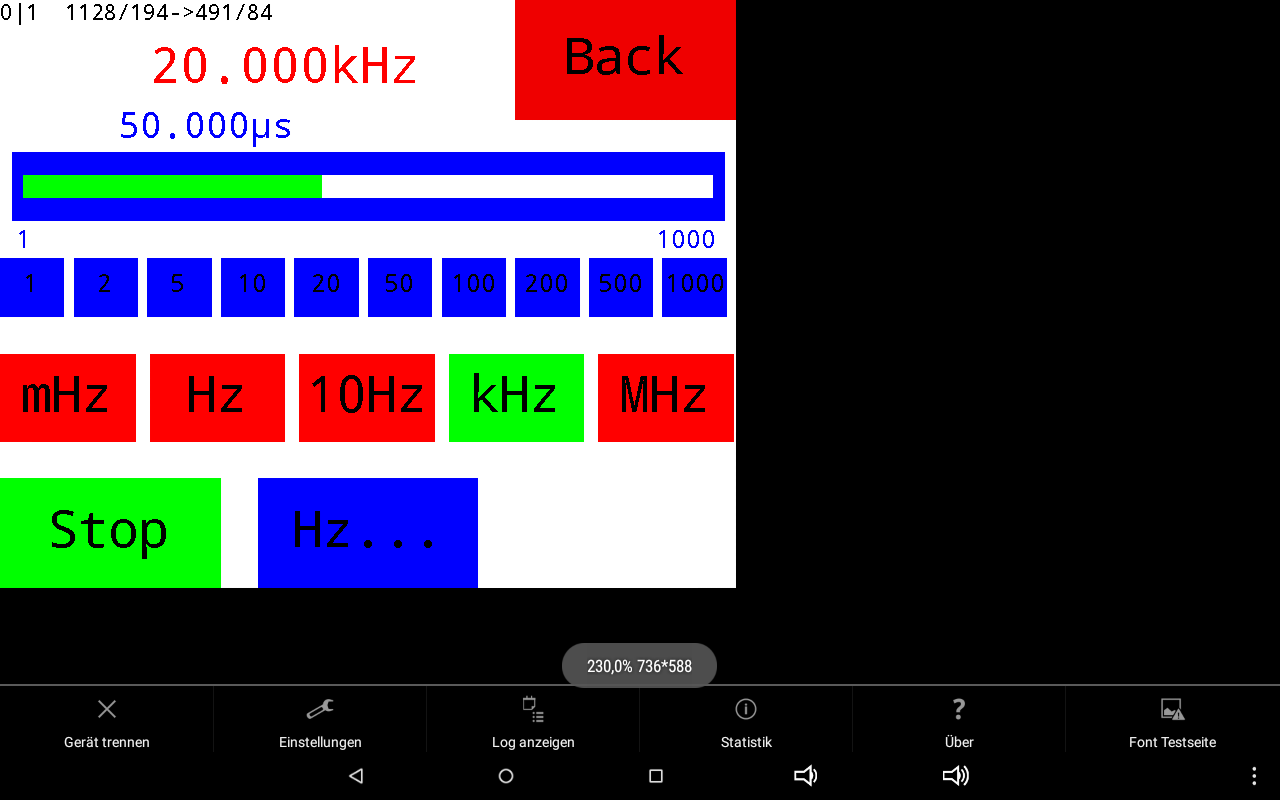 0|1  1128/194->491/84
Back
20.000kHz
50.000µs
1 1000
1 2 5 10 20 50 100 200 500 1000
mHz Hz 10Hz kHz MHz
Stop Hz...
230,0% 736*588
Gerät trennen Einstellungen Log anzeigen Statistik Über Font Testseite